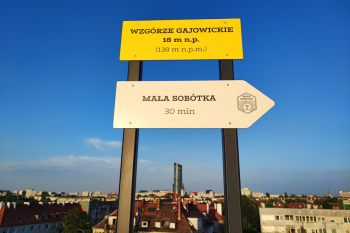 WZGÓRZE GAJOWICKIE
18 m n.p.
(138 m n.p.m.)
MAŁA SOBÓTKA
30 min